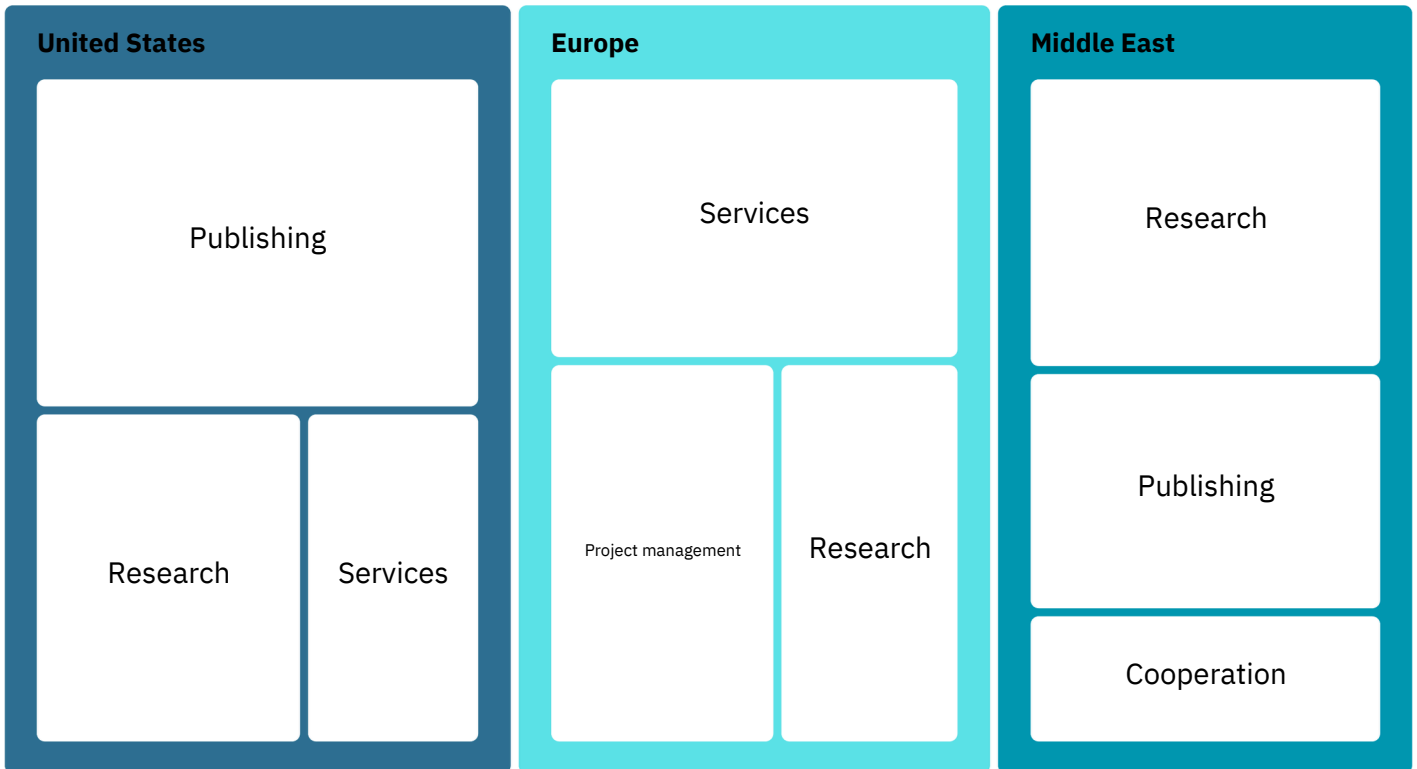 United States
Publishing
Research
Services
Europe
Services
Project management
Research
Middle East
Research
Publishing
Cooperation